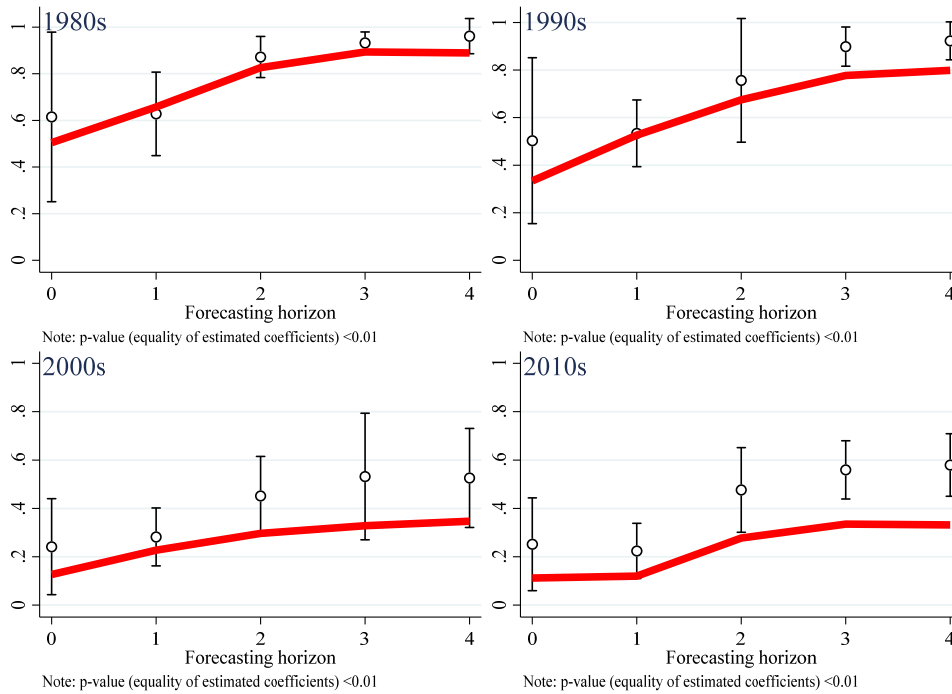 1980s
1
.8
.6
.4
.2
0
0 1 2 3 4
Forecasting horizon
Note: p-value (equality of estimated coefficients) <0.01
1990s
1
.8
.6
.4
.2
0
0 1 2 3 4
Forecasting horizon
Note: p-value (equality of estimated coefficients) <0.01
2000s
1
.8
.6
.4
.2
0
0 1 2 3 4
Forecasting horizon
Note: p-value (equality of estimated coefficients) <0.01
2010s
1
.8
.6
.4
.2
0
0 1 2 3 4
Forecasting horizon
Note: p-value (equality of estimated coefficients) <0.01